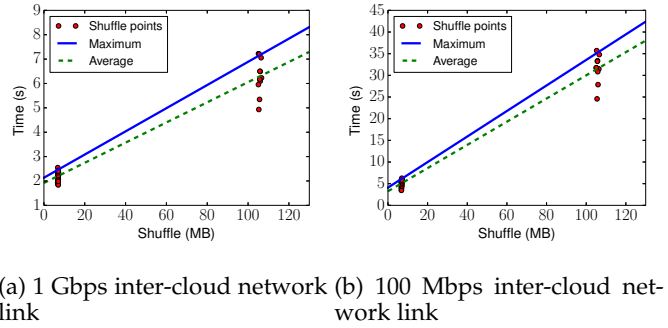 9
8
7
6
5
4
3
2
1
Time (s)
Shuffle points
Maximum
Average
0 20 40 60 80 100 120
Shuffle (MB)
45
40
35
30
25
20
15
10
5
0
Time (s)
Shuffle points
Maximum
Average
0 20 40 60 80 100 120
Shuffle (MB)
(a) 1 Gbps inter-cloud network
link
(b) 100 Mbps inter-cloud net-
work link